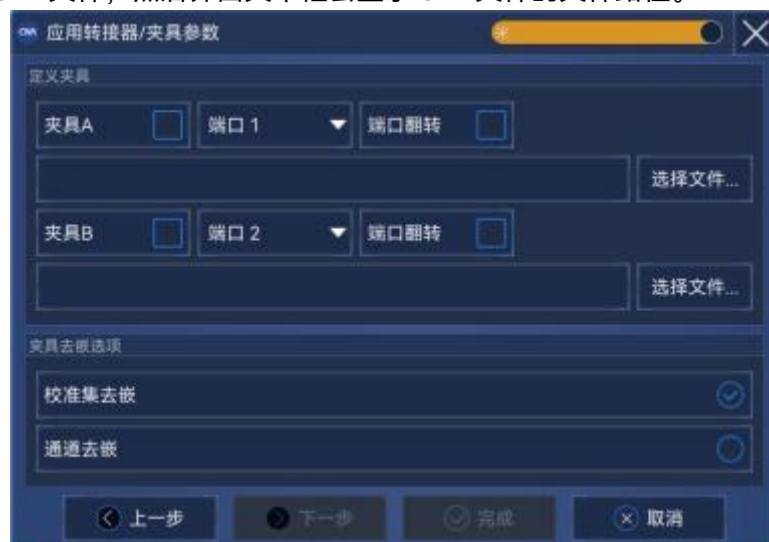 应用转接器/夹具参数
定义夹具
夹具A 端口 1 端口翻转
选择文件...
夹具B 端口 2 端口翻转
选择文件...
夹具去嵌选项
校准集去嵌
通道去嵌
上一步 下一步 完成 取消